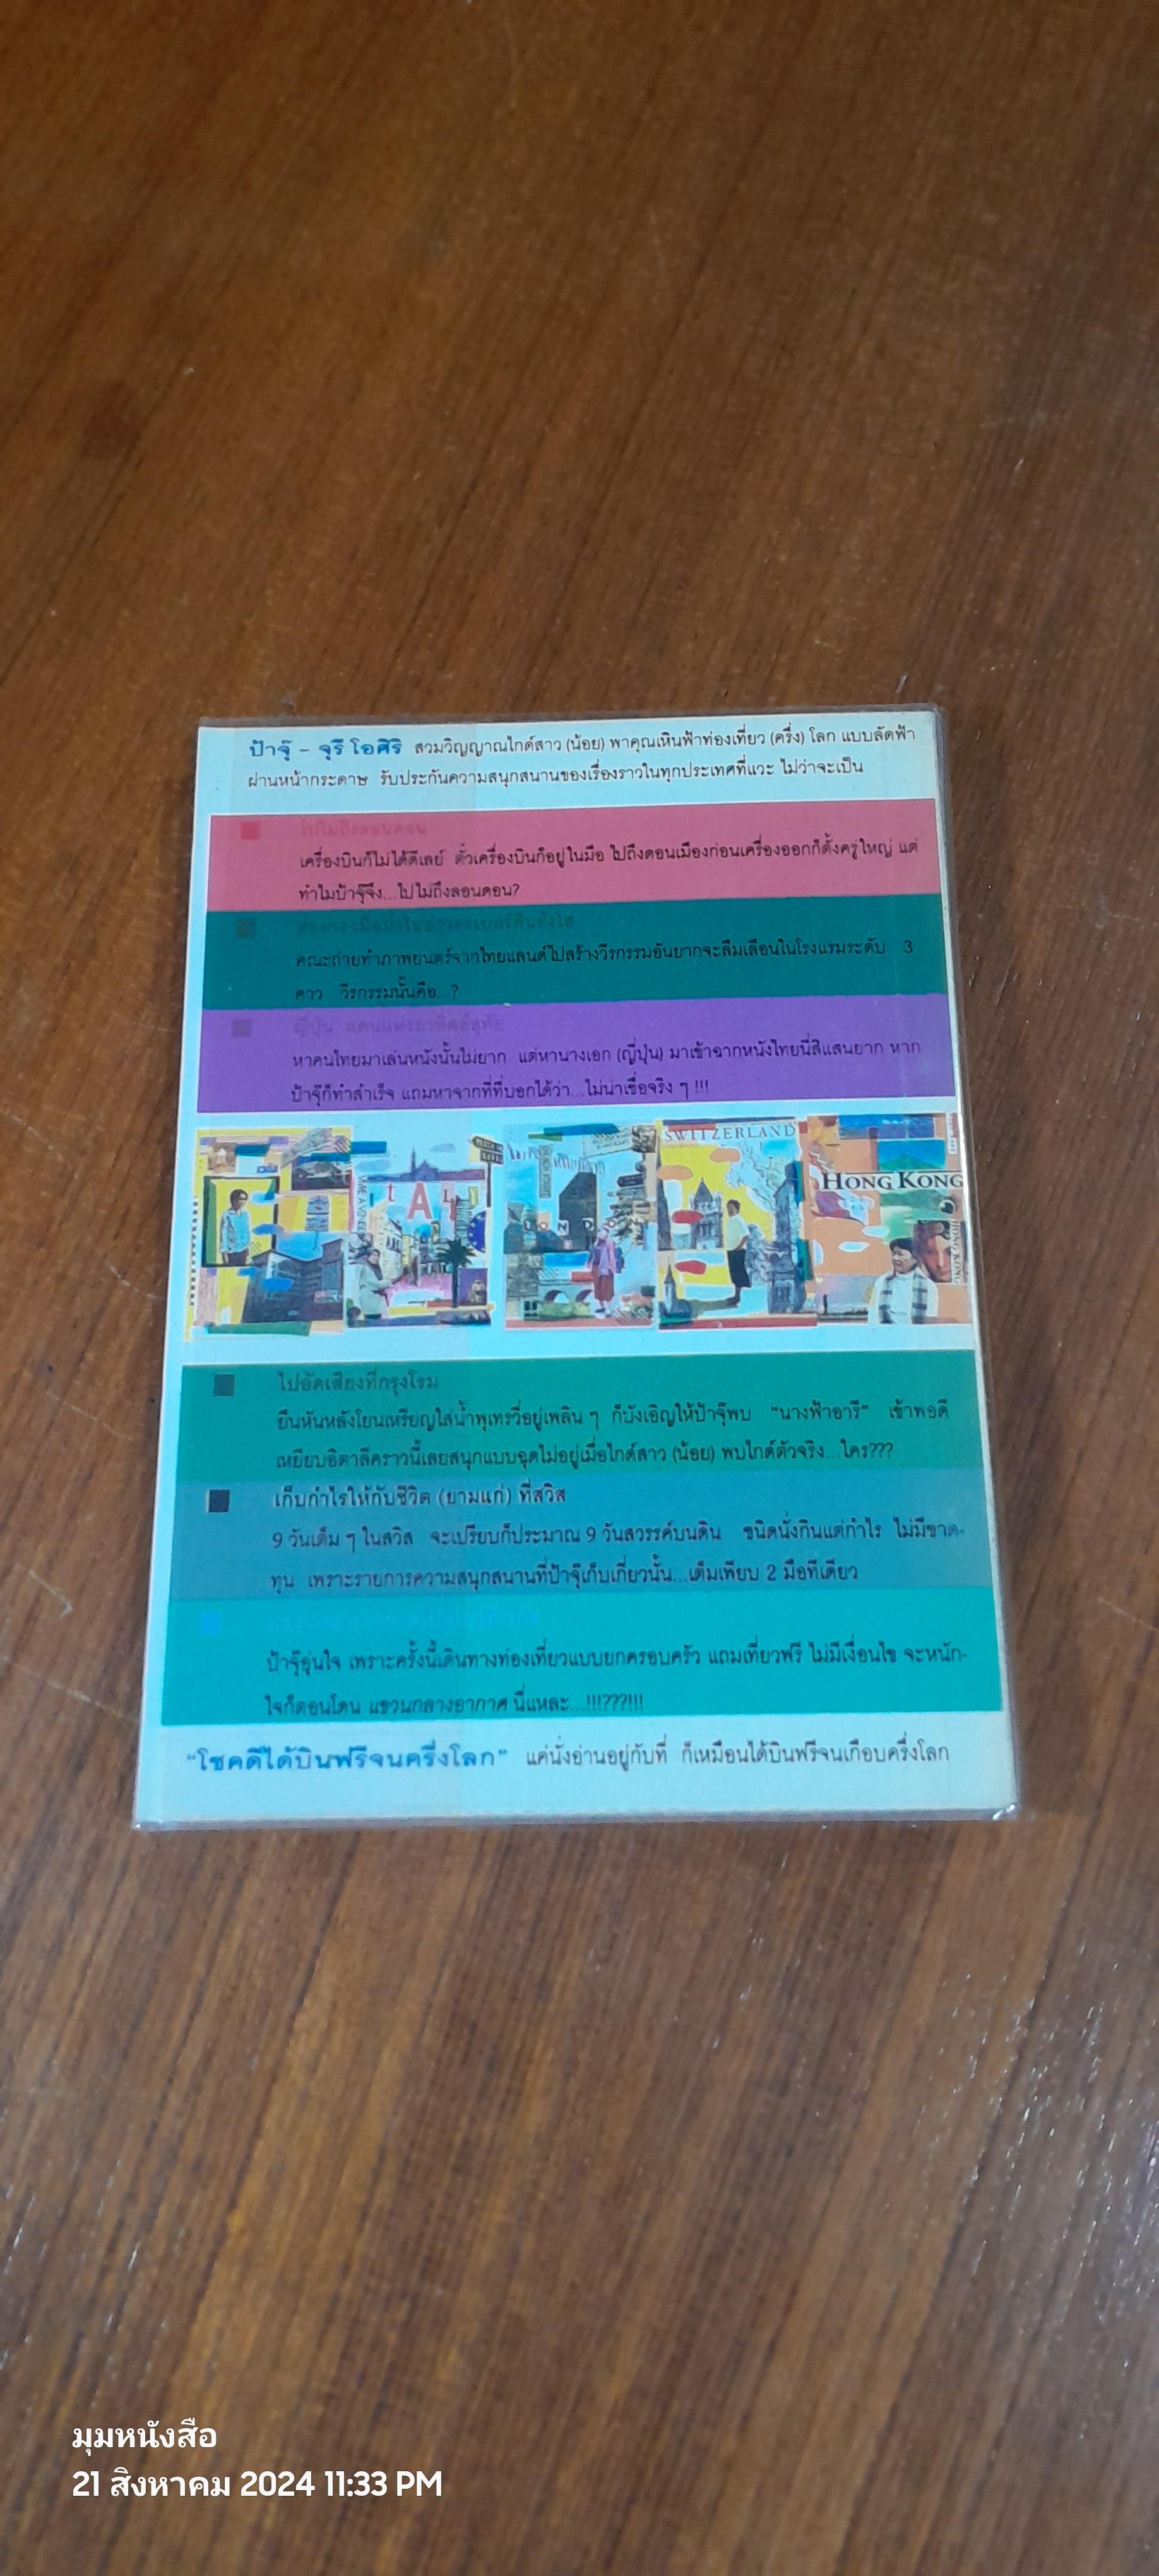 ป้าจุ๊ - จุรี โอศิริ สวมวิญญาณไกด์สาว (น้อย) พาคุณเหินฟ้าท่องเที่ยว (ครึ่ง) โลก แบบลัดฟ้า
ผ่านหน้ากระดาษ รับประกันความสนุกสนานของเรื่องราวในทุกประเทศที่แวะ ไม่ว่าจะเป็น
ไปไม่ถึงลอนดอน
เครื่องบินก็ไม่ได้ดีเลย์ ตั๋วเครื่องบินก็อยู่ในมือ ไปถึงดอนเมืองก่อนเครื่องออกก็ตั้งครู่ใหญ่ แต่
ทำไมป้าจุ๊จึง...ไปไม่ถึงลอนดอน?
คณะถ่ายทำภาพยนตร์จากไทยแลนด์ไปสร้างวีรกรรมอันยากจะลืมเลือนในโรงแรมระดับ 3
ดาว วีรกรรมนั้นคือ...?
ญี่ปุ่น แดนแห่งอาทิตย์อุทัย
หาคนไทยมาเล่นหนังนั้นไม่ยาก แต่หานางเอก (ญี่ปุ่น) มาเข้าฉากหนังไทยนี่สิแสนยาก หาก
ป้าจุ๊ก็ทำสำเร็จ แถมหาจากที่ที่บอกได้ว่า...ไม่น่าเชื่อจริง ๆ !!!
ITALY
LONDON
SWITZERLAND
HONG KONG
HONG KONG
ไปอัดเสียงที่กรุงโรม
ยืนหันหลังโยนเหรียญใส่น้ำพุเทรวี่อยู่เพลิน ๆ ก็บังเอิญให้ป้าจุ๊พบ "นางฟ้าอารี" เข้าพอดี
เหยียบอิตาลีคราวนี้เลยสนุกแบบฉุดไม่อยู่เมื่อไกด์สาว (น้อย) พบไกด์ตัวจริง...ใคร???
เก็บกำไรให้กับชีวิต (ยามแก่) ที่สวิส
9 วันเต็ม ๆ ในสวิส จะเปรียบก็ประมาณ 9 วันสวรรค์บนดิน ชนิดนั่งกินแต่กำไร ไม่มีขาด-
ทุน เพราะรายการความสนุกสนานที่ป้าจุ๊เก็บเกี่ยวนั้น...เต็มเพียบ 2 มือทีเดียว
ป้าจุ๊อุ่นใจ เพราะครั้งนี้เดินทางท่องเที่ยวแบบยกครอบครัว แถมเที่ยวฟรี ไม่มีเงื่อนไข จะหนัก-
ใจก็ตอนโดน แขวนกลางอากาศ นี่แหละ...!!!???!!!
"โชคดีได้บินฟรีจนครึ่งโลก" แค่นั่งอ่านอยู่กับที่ ก็เหมือนได้บินฟรีจนเกือบครึ่งโลก
มุมหนังสือ
21 สิงหาคม 2024 11:33 PM